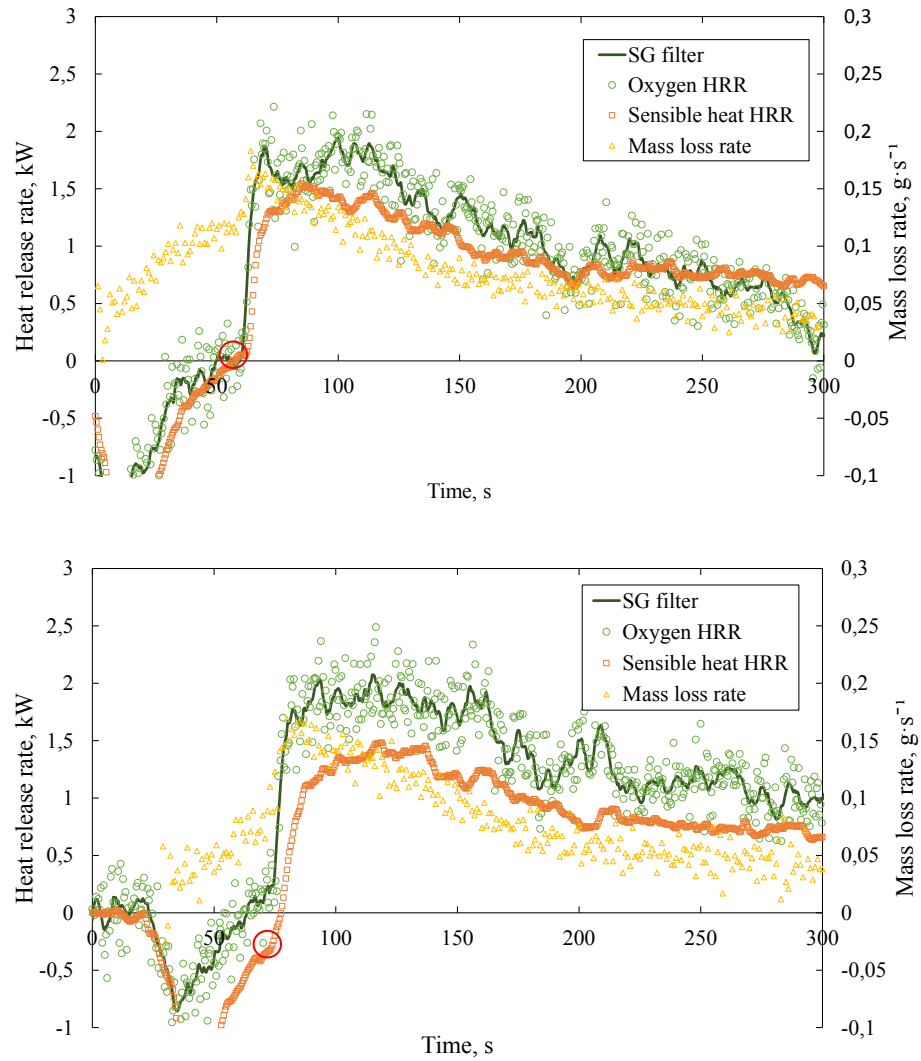 3
2,5
2
1,5
1
0,5
0
-0,5
-1
Heat release rate, kW
0,3
0,25
0,2
0,15
0,1
0,05
0
-0,05
-0,1
Mass loss rate, g·s⁻¹
SG filter
Oxygen HRR
Sensible heat HRR
Mass loss rate
0 50 100 150 200 250 300
Time, s
3
2,5
2
1,5
1
0,5
0
-0,5
-1
Heat release rate, kW
0,3
0,25
0,2
0,15
0,1
0,05
0
-0,05
-0,1
Mass loss rate, g·s⁻¹
SG filter
Oxygen HRR
Sensible heat HRR
Mass loss rate
0 50 100 150 200 250 300
Time, s